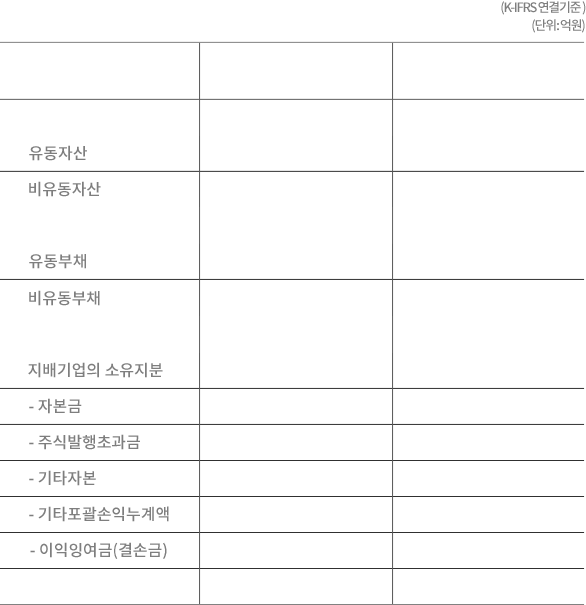 (K-IFRS 연결기준)
(단위:억원)
유동자산
비유동자산
유동부채
비유동부채
지배기업의 소유지분
- 자본금
- 주식발행초과금
- 기타자본
- 기타포괄손익누계액
- 이익잉여금(결손금)